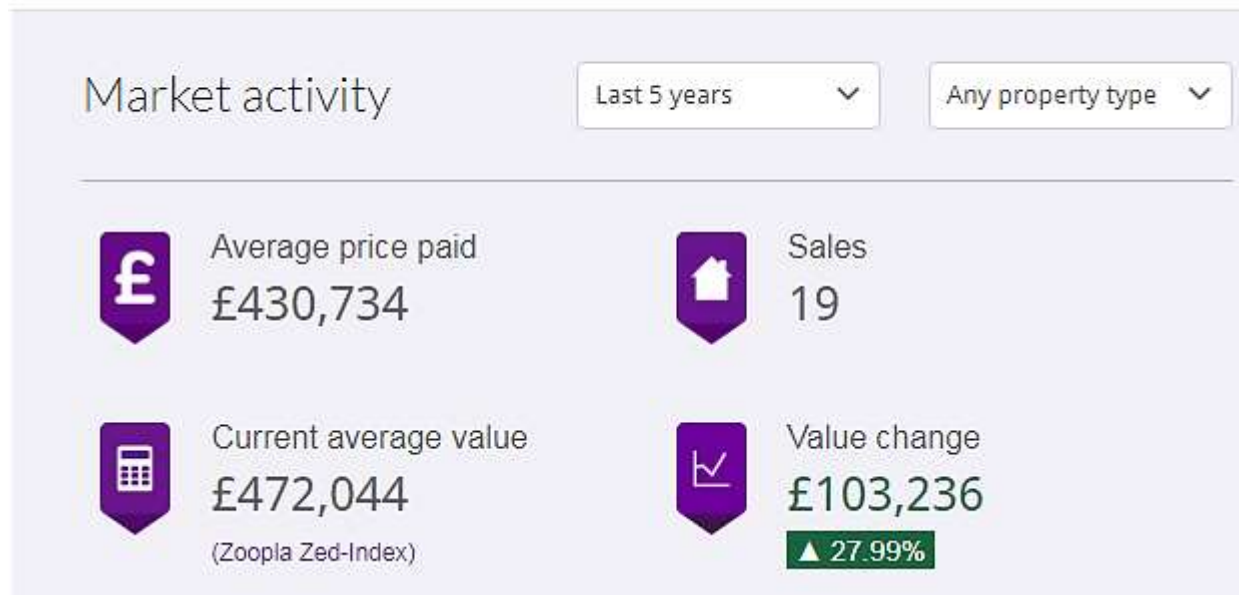 Market activity
Last 5 years
Any property type
£
Average price paid
£430,734
Sales
19
Current average value
£472,044
(Zoopla Zed-Index)
Value change
£103,236
▲ 27.99%